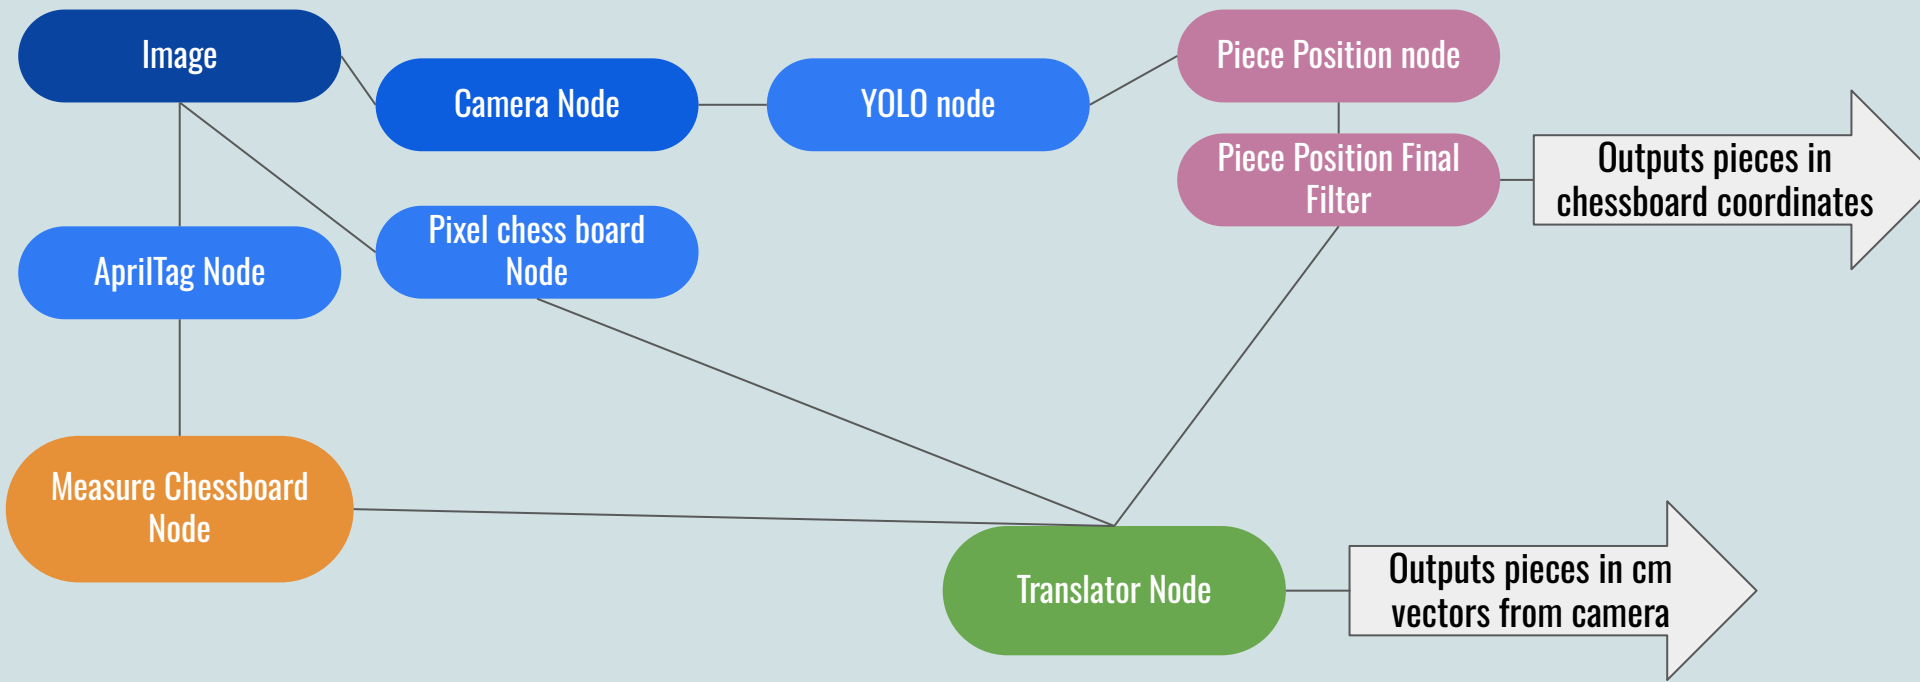 Image
Camera Node
YOLO node
Piece Position node
Piece Position Final
Filter
Outputs pieces in
chessboard coordinates
AprilTag Node
Pixel chess board
Node
Measure Chessboard
Node
Translator Node
Outputs pieces in cm
vectors from camera